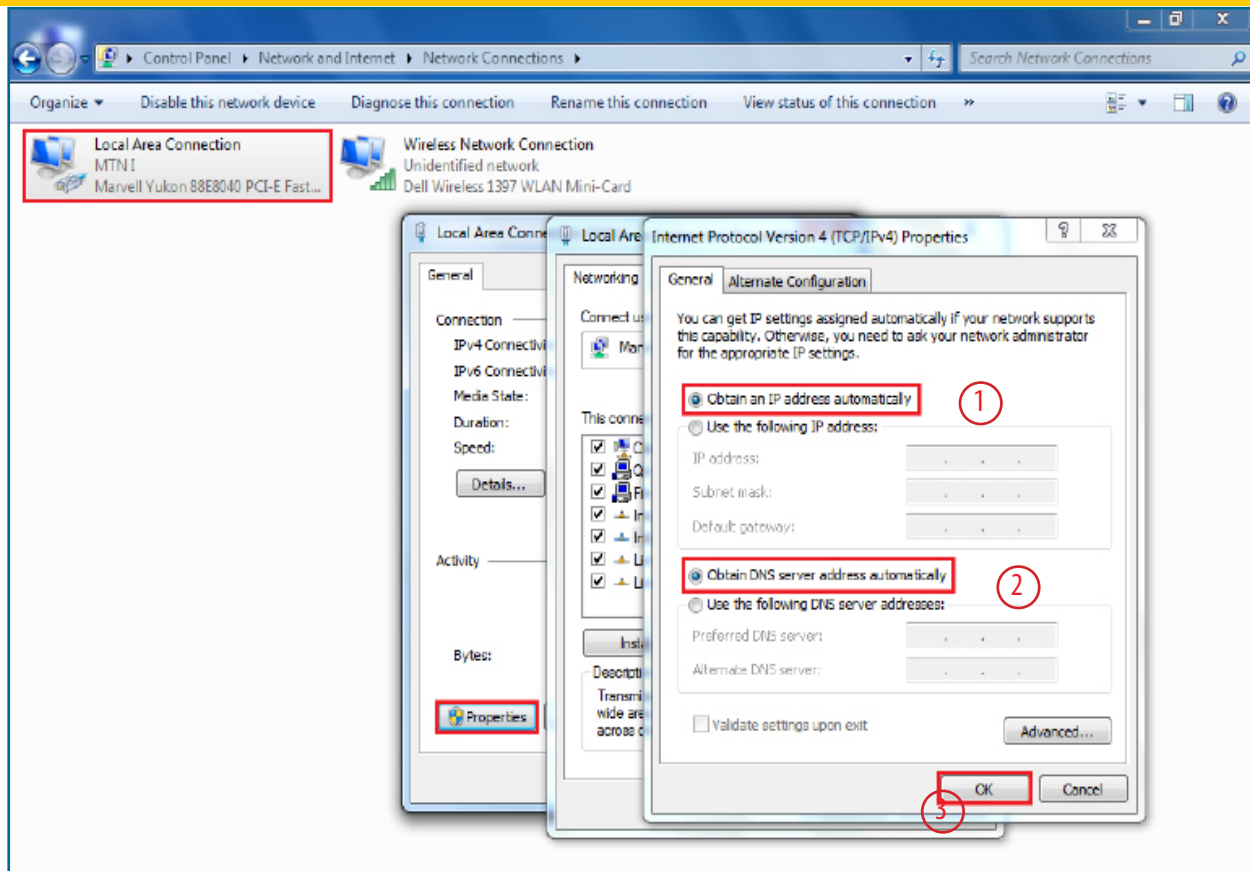 Control Panel Network and Internet Network Connections
Search Network Connections
Organize Disable this network device Diagnose this connection Rename this connection View status of this connection »
Local Area Connection
MTN I
Marvell Yukon 88E8040 PCI-E Fast...
Wireless Network Connection
Unidentified network
Dell Wireless 1397 WLAN Mini-Card
Local Area Conne
General
Connection
IPv4 Connectivi
IPv6 Connectivi
Media State:
Duration:
Speed:
Details...
Activity
Bytes:
Properties
Local Are
Networking
Connect us
Mar
This conne
C
Q
Fi
In
In
Li
Li
Insta
Descripti
Transmi
wide are
across d
Internet Protocol Version 4 (TCP/IPv4) Properties
General Alternate Configuration
You can get IP settings assigned automatically if your network supports
this capability. Otherwise, you need to ask your network administrator
for the appropriate IP settings.
Obtain an IP address automatically 1
Use the following IP address:
IP address:
Subnet mask:
Default gateway:
Obtain DNS server address automatically 2
Use the following DNS server addresses:
Preferred DNS server:
Alternate DNS server:
Validate settings upon exit
Advanced...
OK Cancel
3